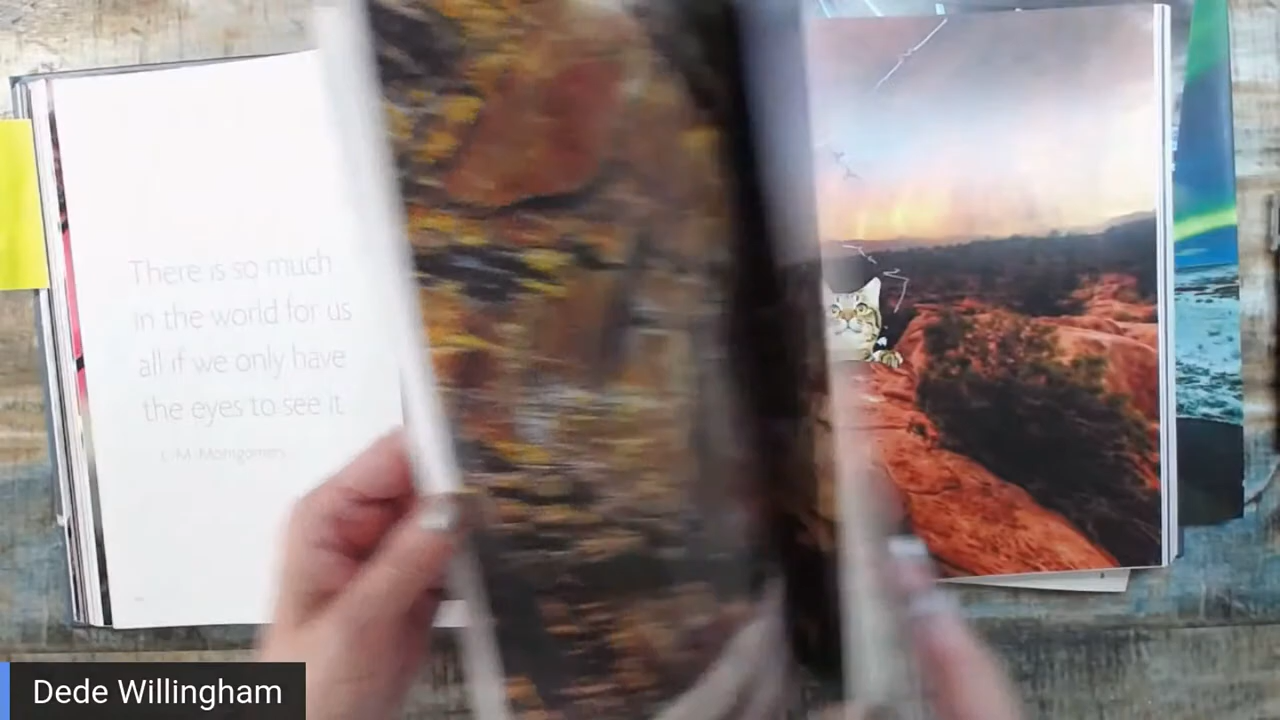 There is so much
in the world for us
all if we only have
the eyes to see it
L. M. Montgomery
Dede Willingham